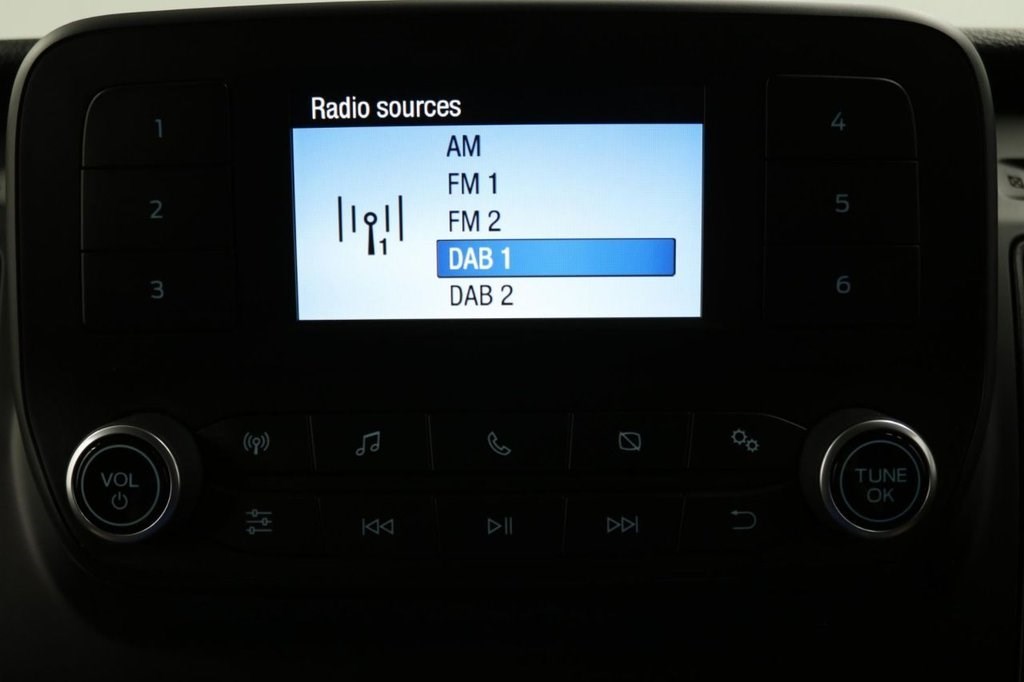 Radio sources
AM
FM 1
FM 2
DAB 1
DAB 2
1
1
2
3
4
5
6
VOL
TUNE
OK